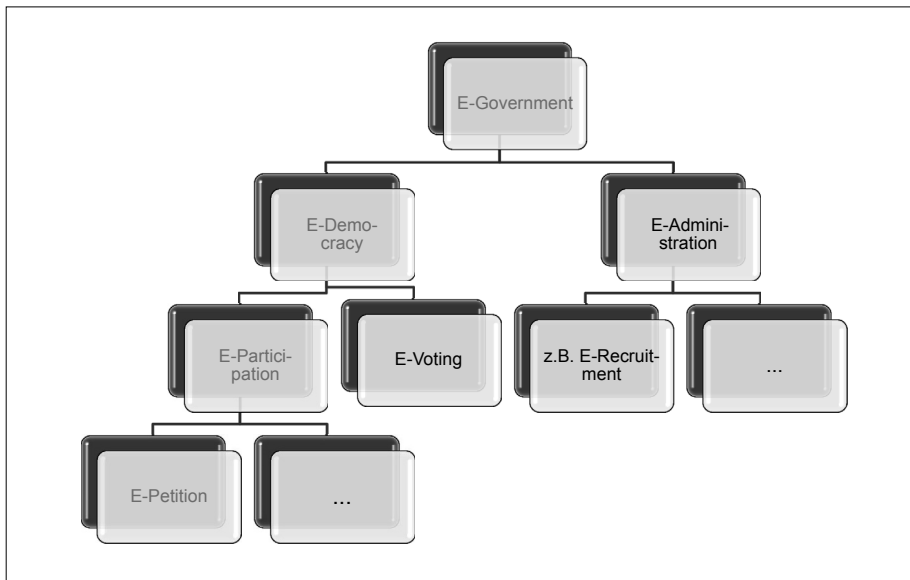 E-Government
E-Demo-
cracy
E-Admini-
stration
E-Partici-
pation
E-Voting
z.B. E-Recruit-
ment
...
E-Petition
...